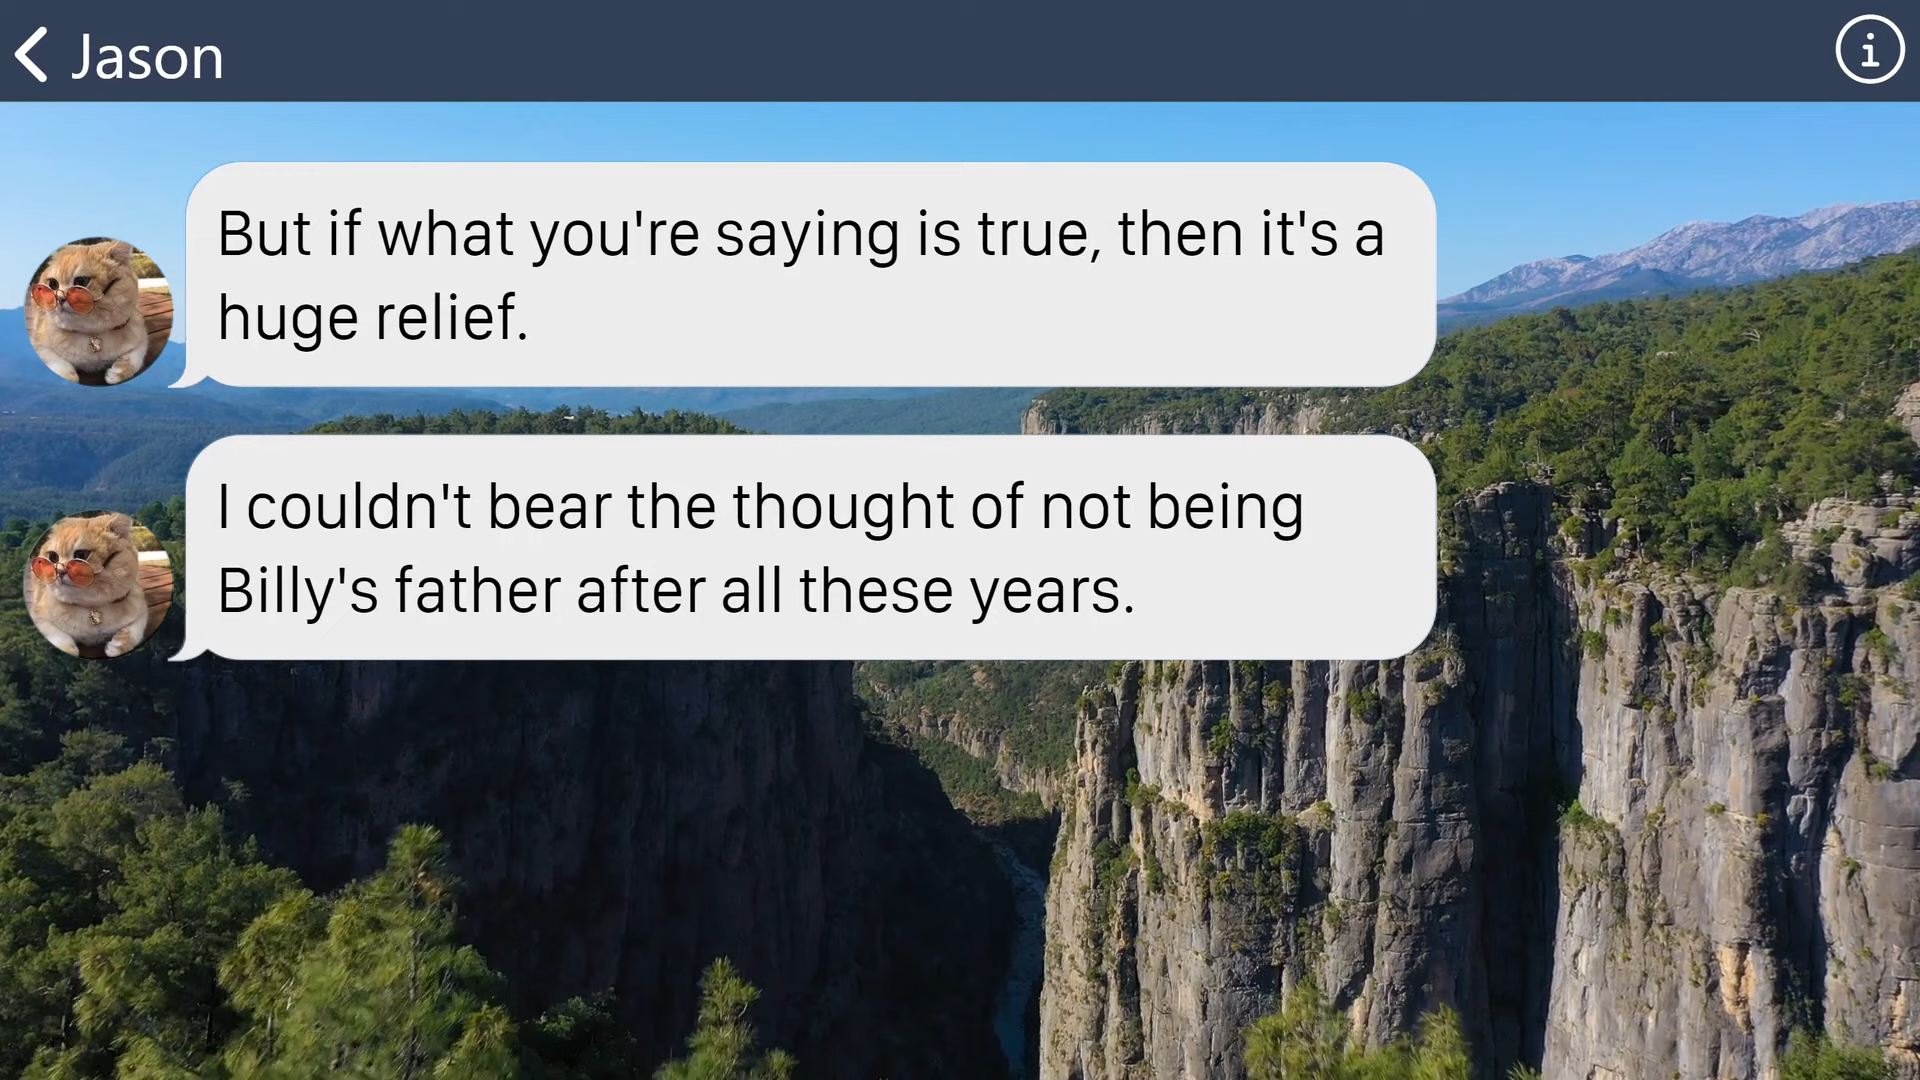 Jason
But if what you're saying is true, then it's a
huge relief.
I couldn't bear the thought of not being
Billy's father after all these years.